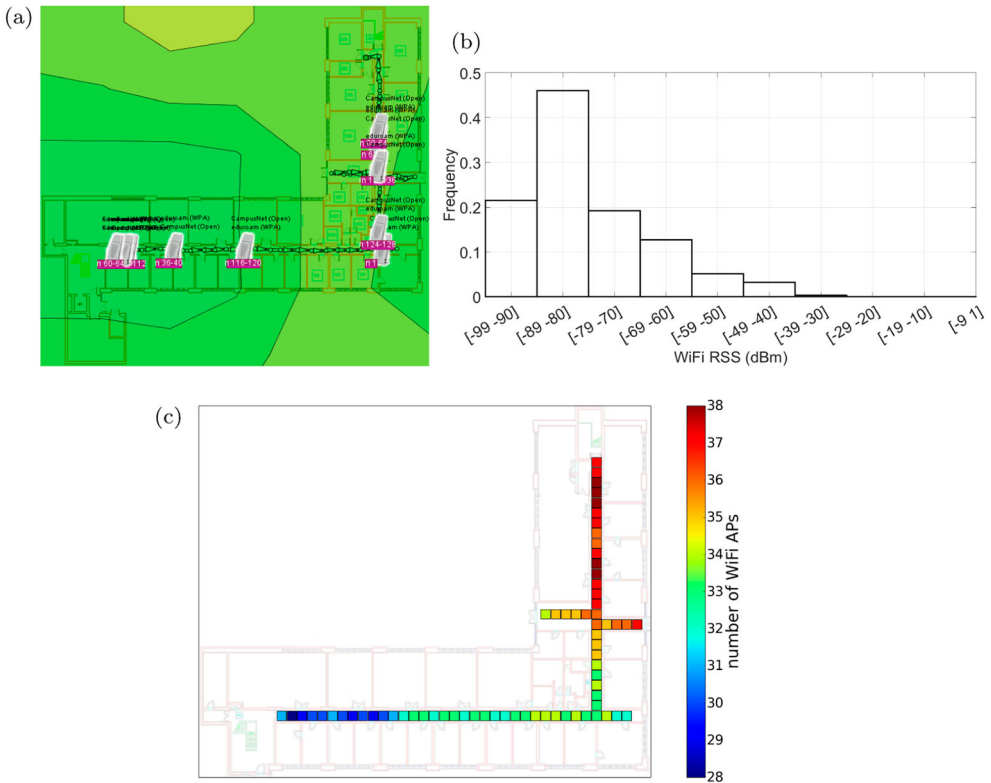 (a)
CampusNet (Open)
eduroam (WPA)
CampusNet (Open)
eduroam (WPA)
CampusNet (Open)
CampusNet (Open)
eduroam (WPA)
CampusNet (Open)
eduroam (WPA)
n 60-64
112
n 36-40
n 116-120
n 124-128
(b)
0.5
0.4
0.3
0.2
0.1
0
Frequency
[-99 -90]
[-89 -80]
[-79 -70]
[-69 -60]
[-59 -50]
[-49 -40]
[-39 -30]
[-29 -20]
[-19 -10]
[-9 1]
WiFi RSS (dBm)
(c)
38
37
36
35
34
33
32
31
30
29
28
number of WiFi APs